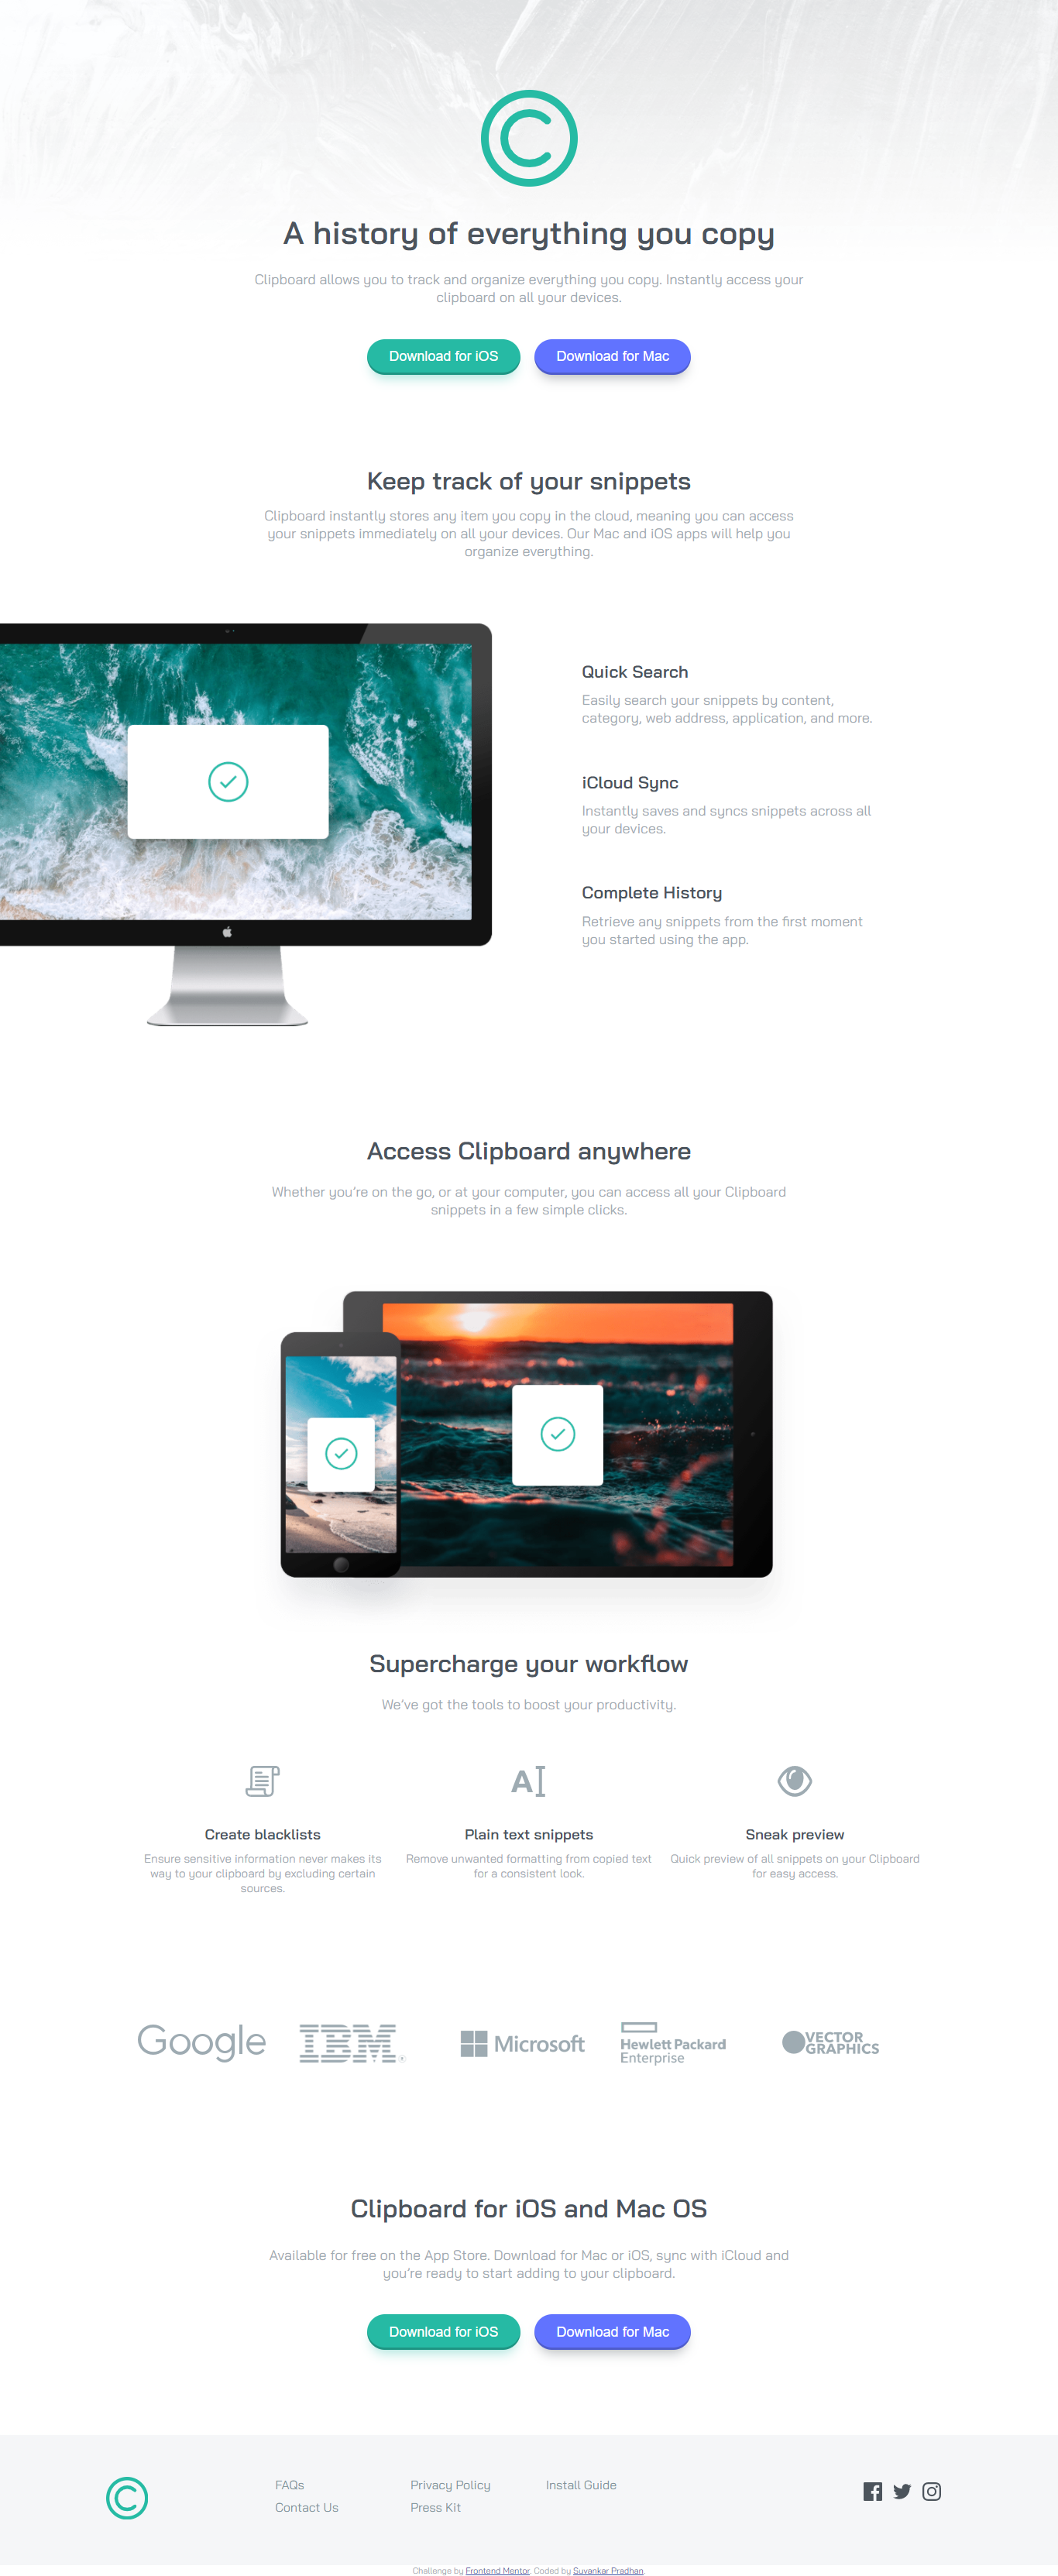 A history of everything you copy
Clipboard allows you to track and organize everything you copy. Instantly access your
clipboard on all your devices.
Download for iOS
Download for Mac
Keep track of your snippets
Clipboard instantly stores any item you copy in the cloud, meaning you can access
your snippets immediately on all your devices. Our Mac and iOS apps will help you
organize everything.
Quick Search
Easily search your snippets by content,
category, web address, application, and more.
iCloud Sync
Instantly saves and syncs snippets across all
your devices.
Complete History
Retrieve any snippets from the first moment
you started using the app.
Access Clipboard anywhere
Whether you're on the go, or at your computer, you can access all your Clipboard
snippets in a few simple clicks.
Supercharge your workflow
We've got the tools to boost your productivity.
Create blacklists
Ensure sensitive information never makes its
way to your clipboard by excluding certain
sources.
Plain text snippets
Remove unwanted formatting from copied text
for a consistent look.
Sneak preview
Quick preview of all snippets on your Clipboard
for easy access.
Google
IBM
Microsoft
Hewlett Packard
Enterprise
VECTOR
GRAPHICS
Clipboard for iOS and Mac OS
Available for free on the App Store. Download for Mac or iOS, sync with iCloud and
you're ready to start adding to your clipboard.
Download for iOS
Download for Mac
FAQs
Contact Us
Privacy Policy
Press Kit
Install Guide
Challenge by Frontend Mentor. Coded by Suvankar Pradhan.